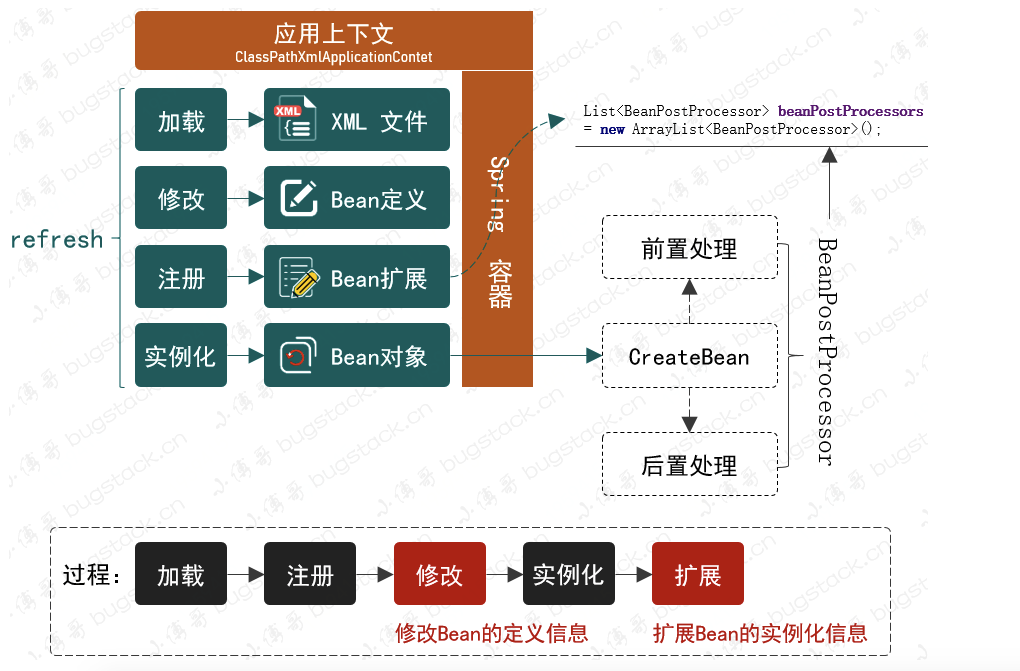 应用上下文
ClassPathXmlApplicationContet
加载
XML
XML 文件
修改
Bean定义
注册
Bean扩展
实例化
Bean对象
refresh
Spring 容器
List<BeanPostProcessor> beanPostProcessors
= new ArrayList<BeanPostProcessor>();
前置处理
CreateBean
后置处理
BeanPostProcessor
过程：
加载
注册
修改
实例化
扩展
修改Bean的定义信息
扩展Bean的实例化信息
小傅哥 bugstack.cn